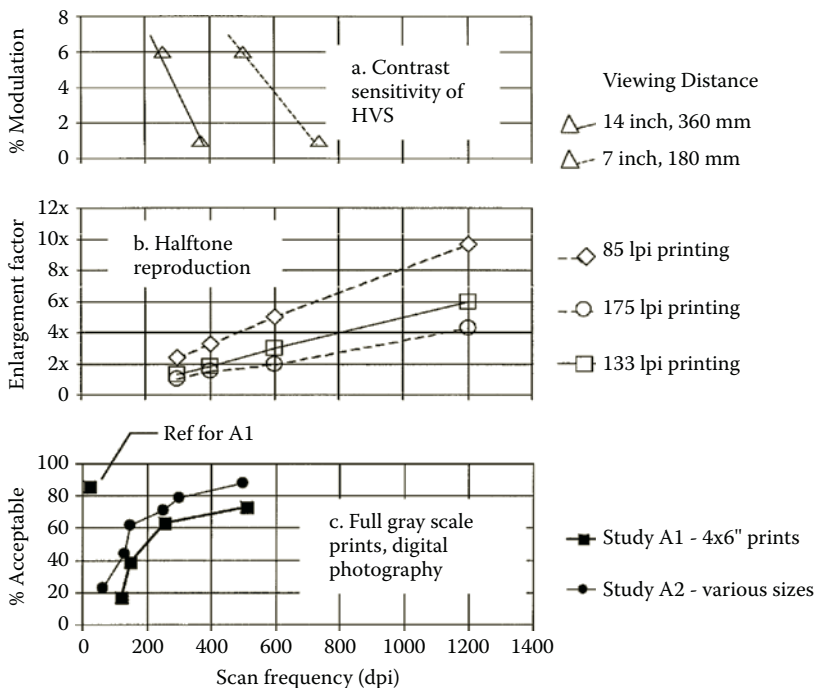 8
6
4
2
0
% Modulation
a. Contrast
sensitivity of
HVS
Viewing Distance
14 inch, 360 mm
7 inch, 180 mm
12x
10x
8x
6x
4x
2x
0
Enlargement factor
b. Halftone
reproduction
85 lpi printing
175 lpi printing
133 lpi printing
Ref for A1
100
80
60
40
20
0
% Acceptable
c. Full gray scale
prints, digital
photography
Study A1 - 4x6" prints
Study A2 - various sizes
0 200 400 600 800 1000 1200 1400
Scan frequency (dpi)